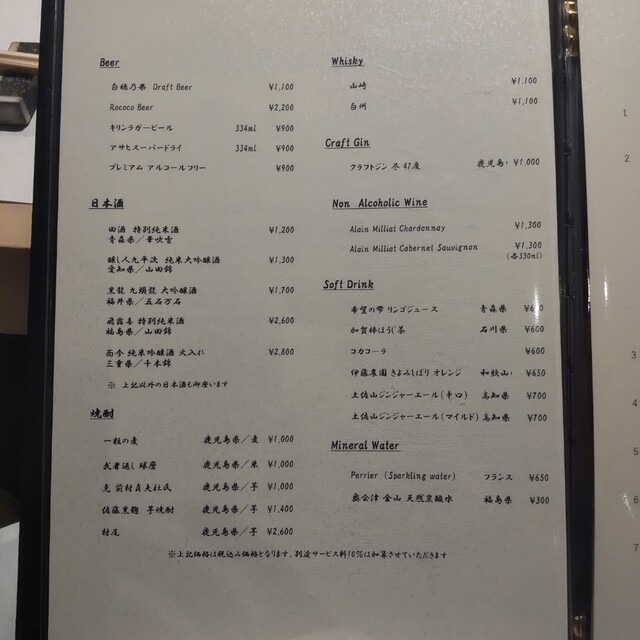 Beer
白穂乃果 Draft Beer ¥1,100
Rococo Beer ¥2,200
キリンラガービール 334ml ¥900
アサヒスーパードライ 334ml ¥900
プレミアム アルコールフリー ¥900
日本酒
田酒 特別純米酒 ¥1,200
青森県/華吹雪
醸し人九平次 純米大吟醸酒 ¥1,300
愛知県/山田錦
黒龍 九頭龍 大吟醸酒 ¥1,700
福井県/五百万石
飛露喜 特別純米酒 ¥2,600
福島県/山田錦
而今 純米吟醸酒 火入れ ¥2,800
三重県/千本錦
※ 上記以外の日本酒も御座います
焼酎
一粒の麦 鹿児島県/麦 ¥1,000
武者返し 球磨 鹿児島県/米 ¥1,000
前村貞夫杜氏 鹿児島県/芋 ¥1,000
佐藤黒麹 芋焼酎 鹿児島県/芋 ¥1,400
村尾 鹿児島県/芋 ¥2,600
Whisky
山崎 ¥1,100
白州 ¥1,100
Craft Gin
クラフトジン 尽 47度 鹿児島 ¥1,000
Non Alcoholic Wine
Alain Milliat Chardonnay ¥1,300
Alain Milliat Cabernet Sauvignon ¥1,300
(各330ml)
Soft Drink
希望の雫 リンゴジュース 青森県
加賀棒ほうじ茶 石川県 ¥600
コカコーラ ¥600
伊藤農園 きよみしぼり オレンジ 和歌山 ¥650
土佐山ジンジャーエール(辛口) 高知県 ¥700
土佐山ジンジャーエール(マイルド) 高知県 ¥700
Mineral Water
Perrier (Sparkling water) フランス ¥650
奥会津 金山 天然炭酸水 福島県 ¥300
※上記価格は税込み価格となります。別途サービス料10%は加算させていただきます
1
2
3
4
5
6
7